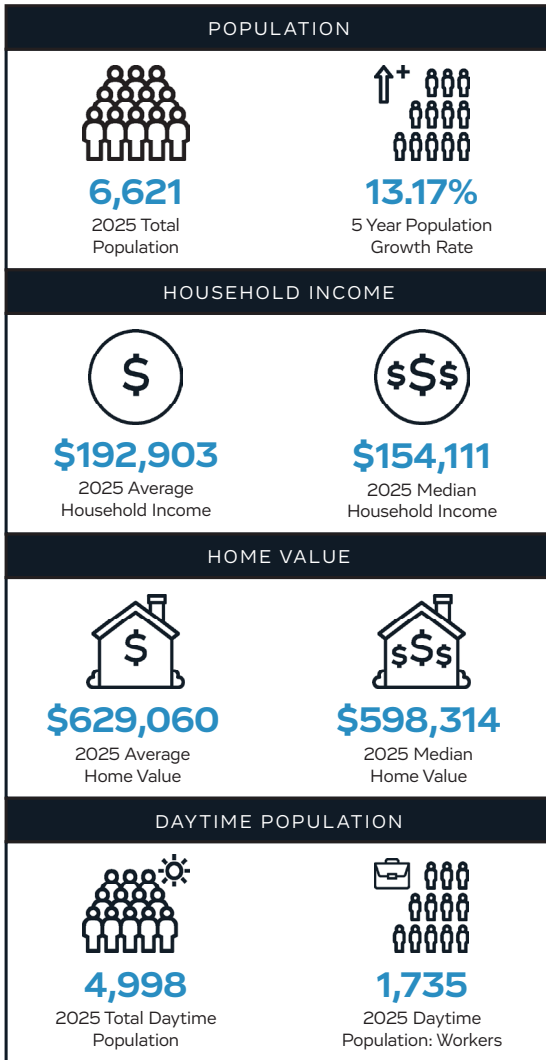 POPULATION
6,621
2025 Total
Population
13.17%
5 Year Population
Growth Rate
HOUSEHOLD INCOME
$
$192,903
2025 Average
Household Income
$$$
$154,111
2025 Median
Household Income
HOME VALUE
$
$629,060
2025 Average
Home Value
$$$
$598,314
2025 Median
Home Value
DAYTIME POPULATION
4,998
2025 Total Daytime
Population
1,735
2025 Daytime
Population: Workers